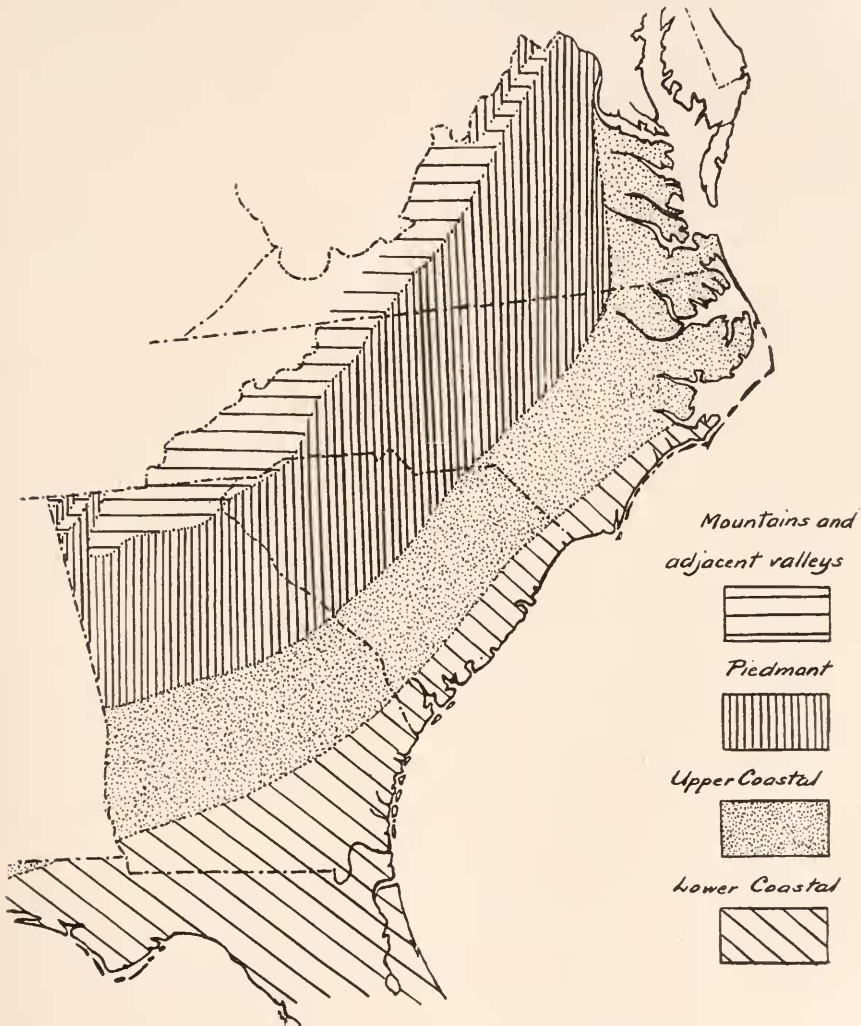 Mountains and
adjacent valleys
Piedmont
Upper Coastal
Lower Coastal